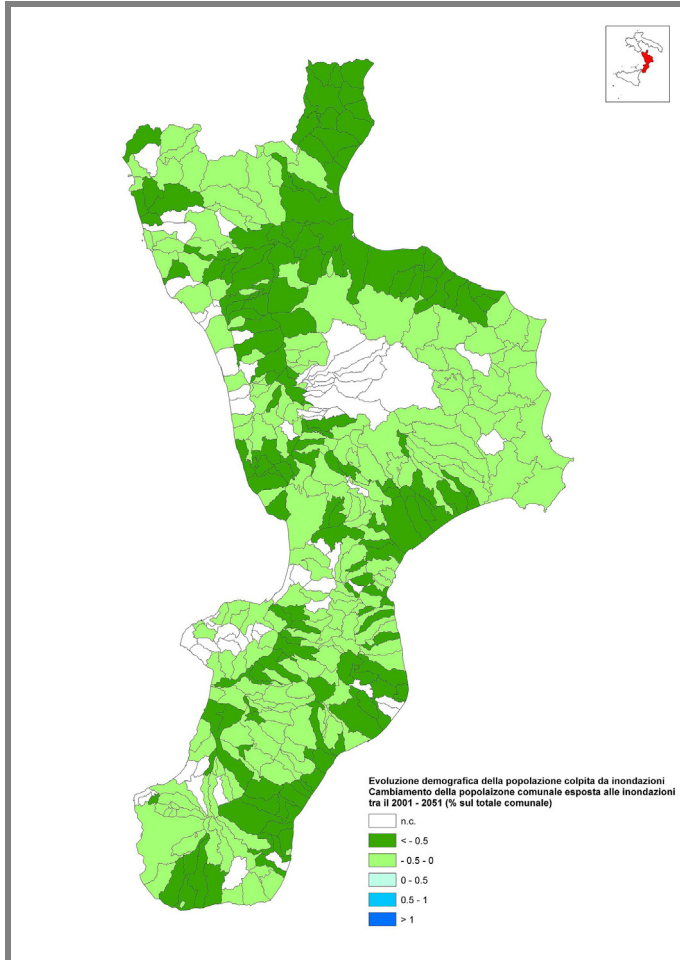 Evoluzione demografica della popolazione colpita da inondazioni
Cambiamento della popolaizone comunale esposta alle inondazioni
tra il 2001 - 2051 (% sul totale comunale)
n.c.
< - 0.5
- 0.5 - 0
0 - 0.5
0.5 - 1
> 1